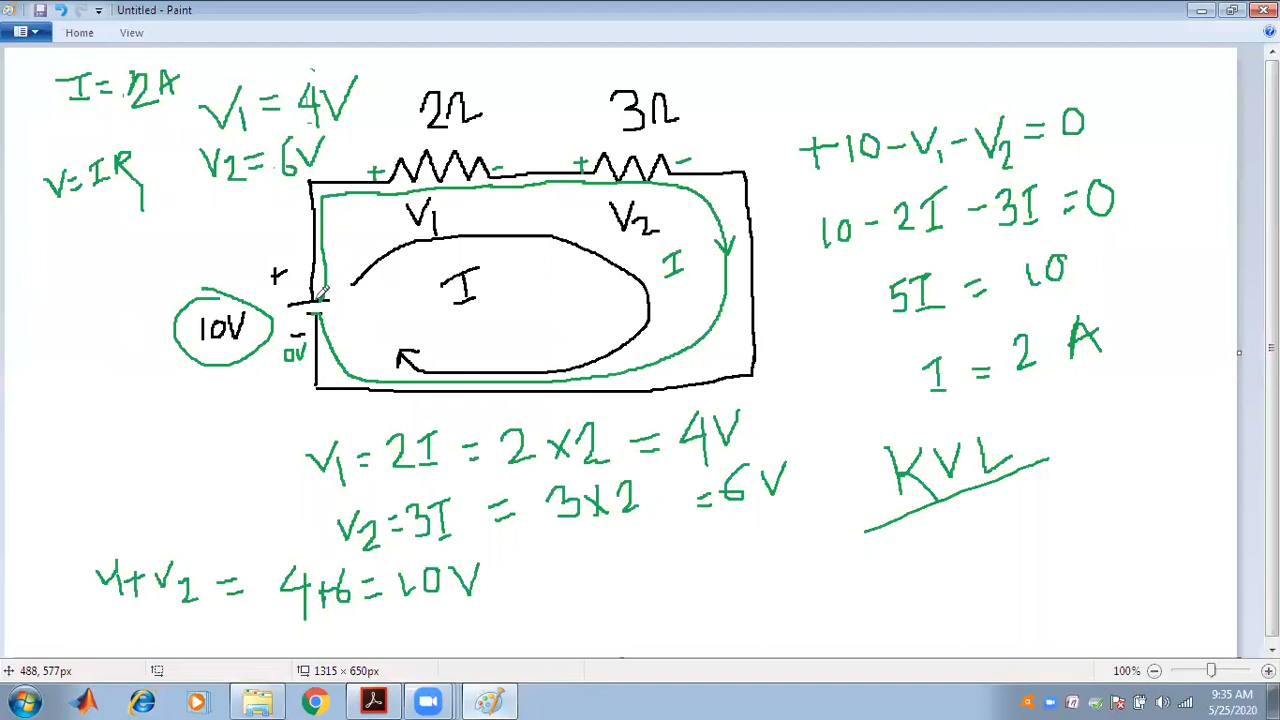 Untitled - Paint
Home View
I = 2A
V1 = 4V
V2 = 6V
V = IR
2Ω
3Ω
+ -
+ -
V1
V2
I
I
+
10V
-
0V
+10 - V1 - V2 = 0
10 - 2I - 3I = 0
5I = 10
I = 2 A
KVL
V1 = 2I = 2 × 2 = 4V
V2 = 3I = 3×2 = 6V
V1+V2 = 4+6 = 10V
488, 577px
1315 × 650px
100%
9:35 AM
5/25/2020